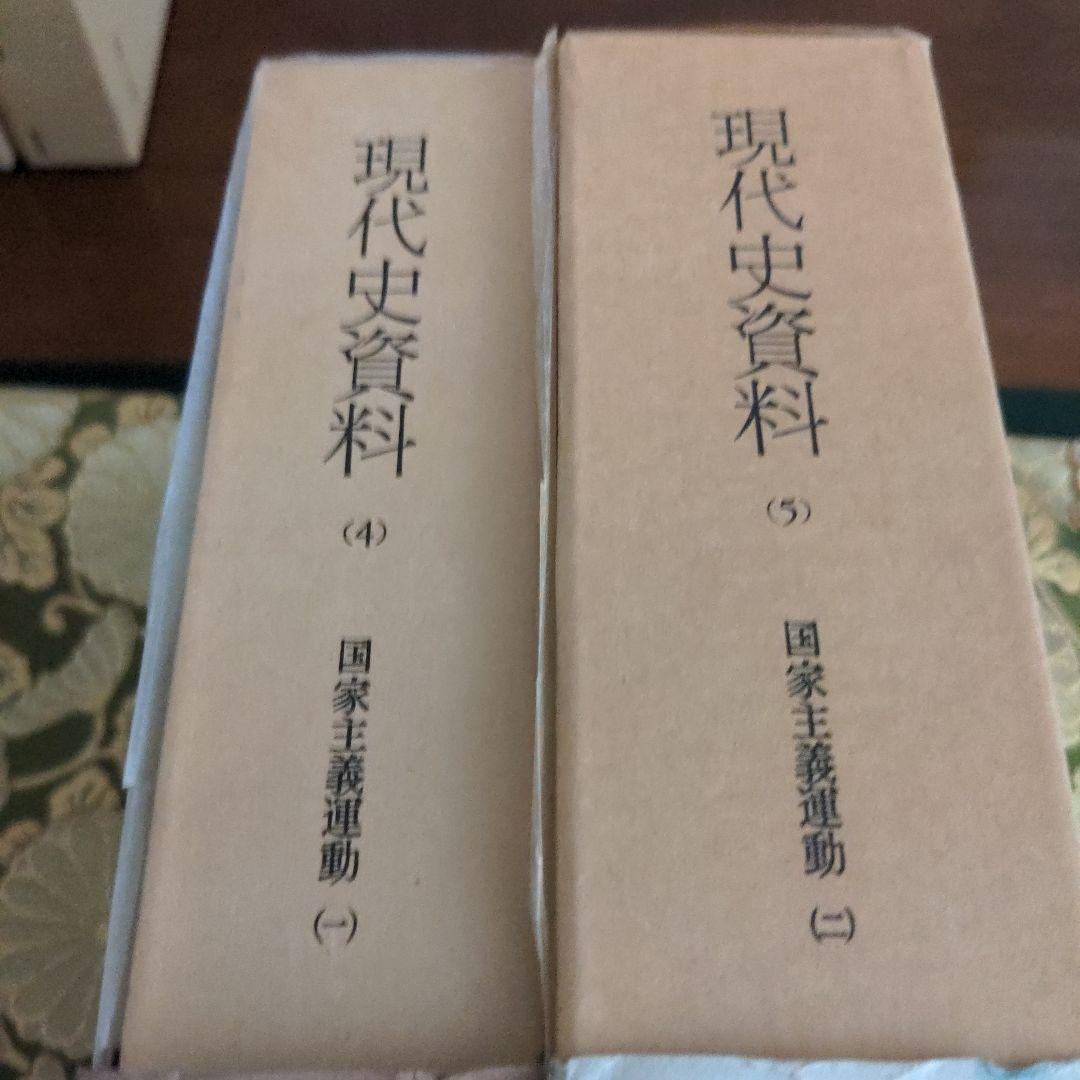 現代史資料
(4)
国家主義運動
(一)
現代史資料
(5)
国家主義運動
(二)